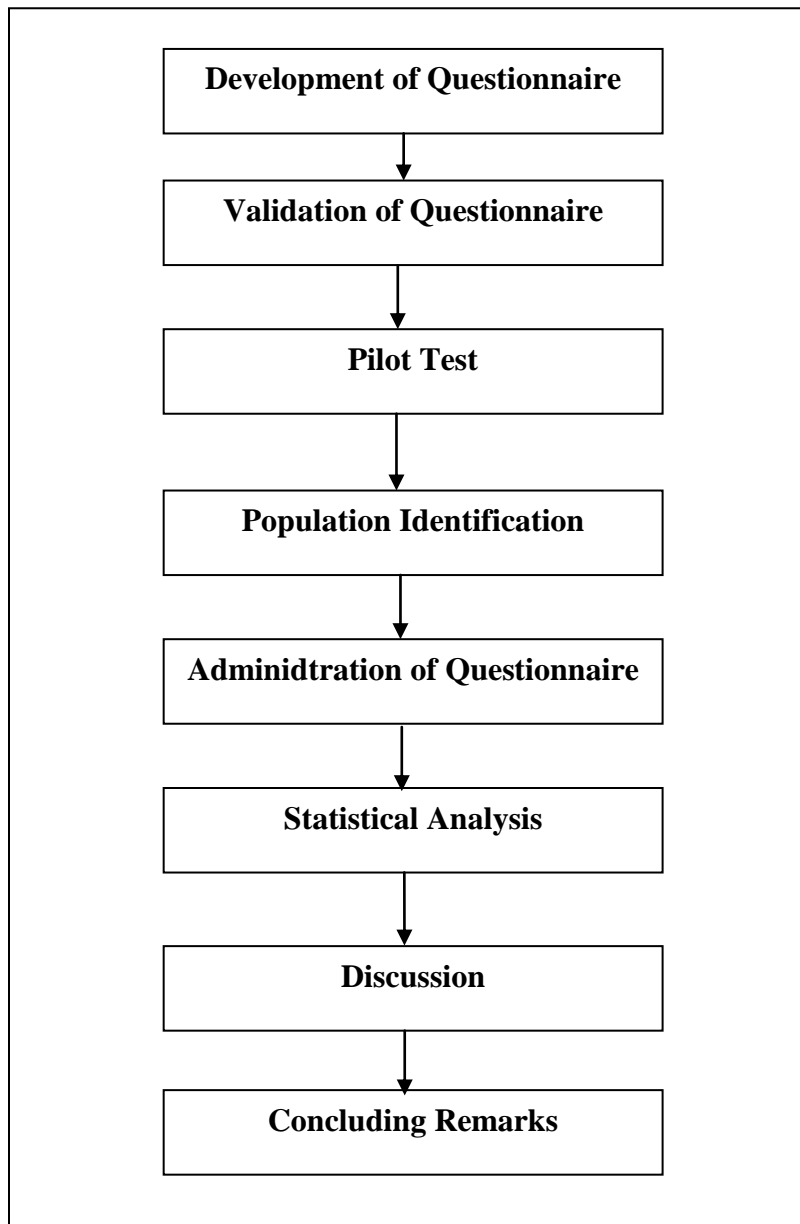 Development of Questionnaire
Validation of Questionnaire
Pilot Test
Population Identification
Adminidtration of Questionnaire
Statistical Analysis
Discussion
Concluding Remarks